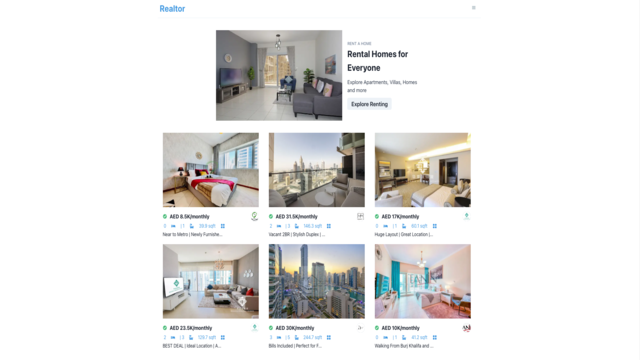 Realtor
RENT A HOME
Rental Homes for
Everyone
Explore Apartments, Villas, Homes
and more
Explore Renting
AED 8.5K/monthly
AED 31.5K/monthly
AED 17K/monthly
Near to Metro | Newly Furnishe...
Vacant 2BR | Stylish Duplex | ...
Huge Layout | Great Location |...
AED 23.5K/monthly
AED 30K/monthly
AED 10K/monthly
BEST DEAL | Ideal Location | A...
Bills Included | Perfect for F...
Walking From Burj Khalifa and ...